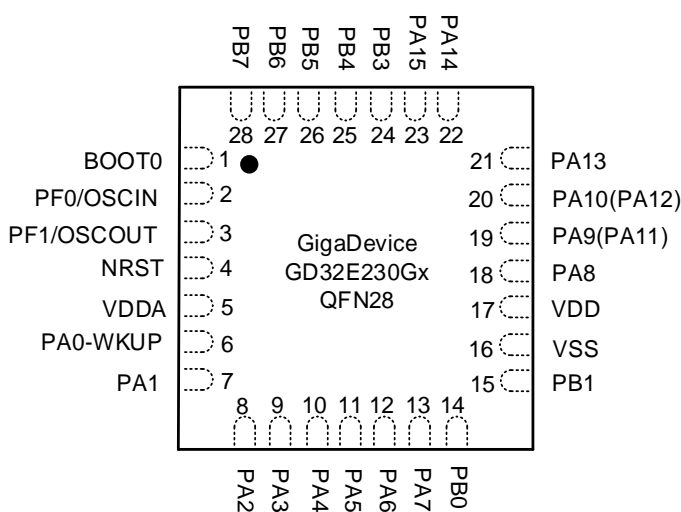 PB7 PB6 PB5 PB4 PB3 PA15 PA14
28 27 26 25 24 23 22
BOOT0 1 21 PA13
PF0/OSCIN 2 20 PA10(PA12)
PF1/OSCOUT 3 19 PA9(PA11)
GigaDevice
NRST 4 GD32E230Gx 18 PA8
QFN28
VDDA 5 17 VDD
PA0-WKUP 6 16 VSS
PA1 7 15 PB1
8 9 10 11 12 13 14
PA2 PA3 PA4 PA5 PA6 PA7 PB0